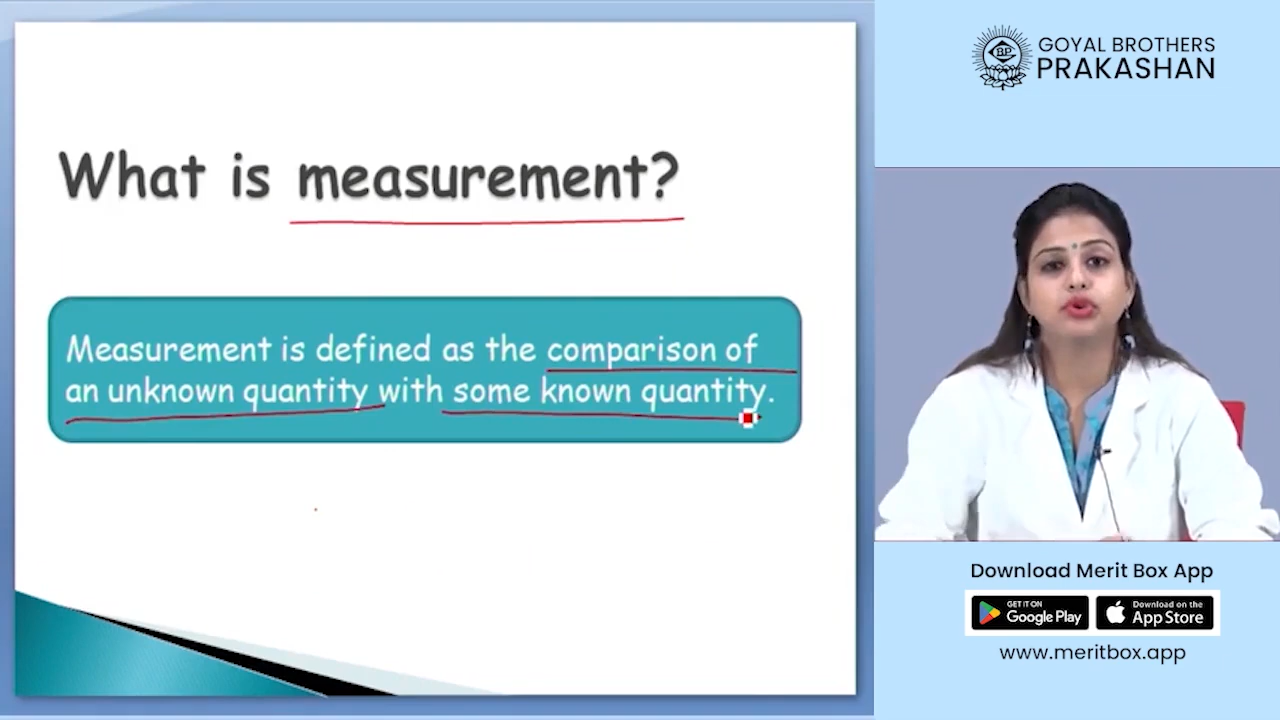 What is measurement?
Measurement is defined as the comparison of
an unknown quantity with some known quantity.
BP
GOYAL BROTHERS
PRAKASHAN
Download Merit Box App
GET IT ON
Google Play
Download on the
App Store
www.meritbox.app